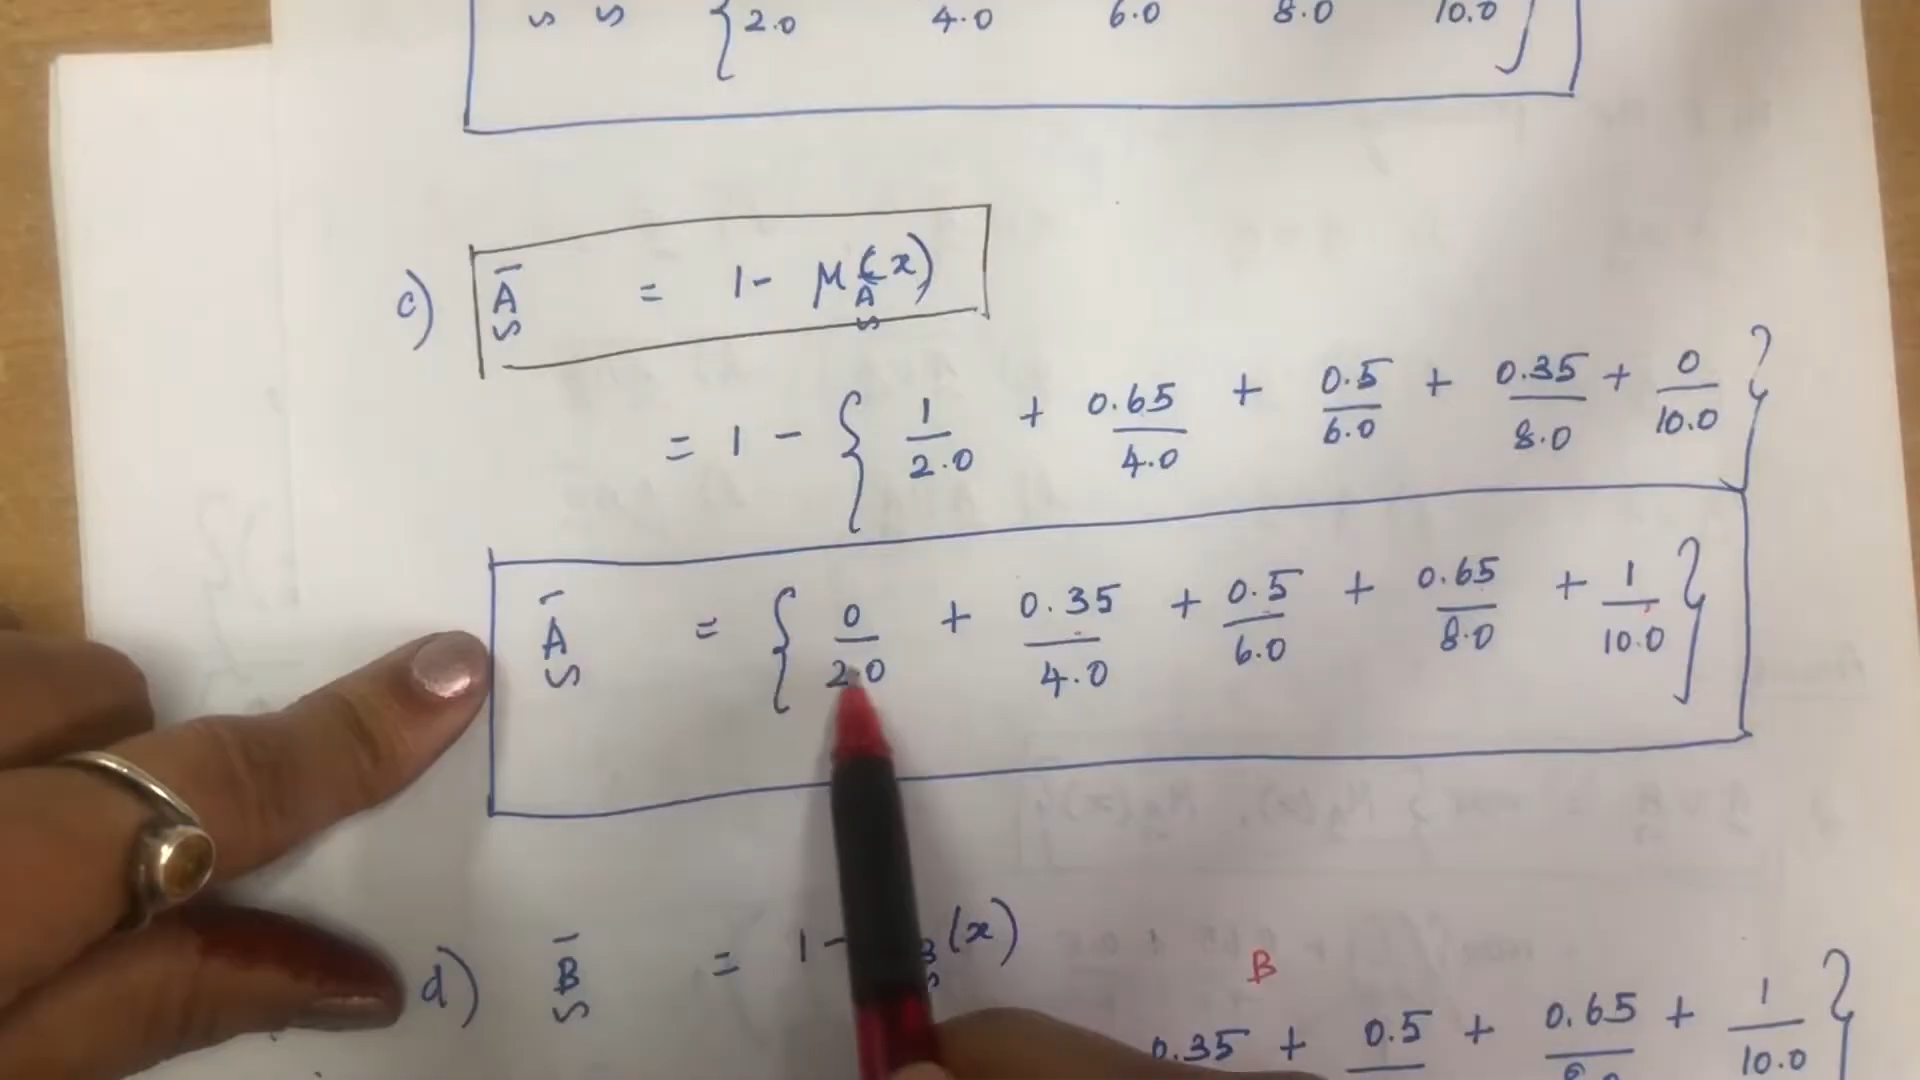 { 2.0 4.0 6.0 8.0 10.0 }
c) Ā = 1 - μA(x)
= 1 - { 1/2.0 + 0.65/4.0 + 0.5/6.0 + 0.35/8.0 + 0/10.0 }
Ā = { 0/2.0 + 0.35/4.0 + 0.5/6.0 + 0.65/8.0 + 1/10.0 }
d) B̄ = 1 - B(x)
B
0.35 + 0.5 + 0.65 + 1/10.0 }